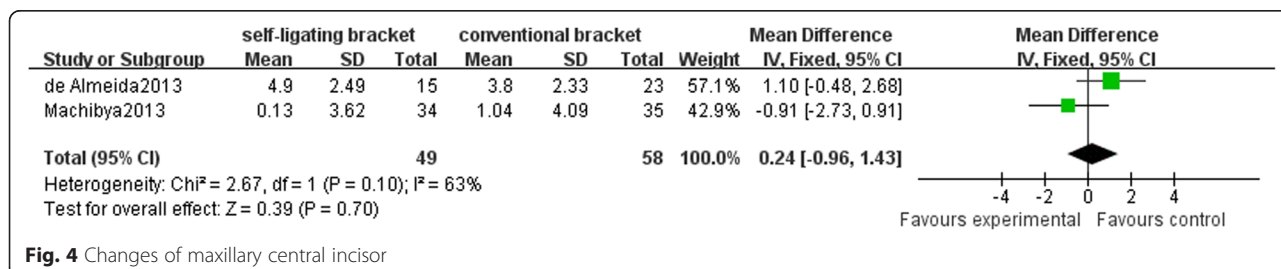 self-ligating bracket conventional bracket Mean Difference Mean Difference
Study or Subgroup Mean SD Total Mean SD Total Weight IV, Fixed, 95% CI IV, Fixed, 95% CI
de Almeida2013 4.9 2.49 15 3.8 2.33 23 57.1% 1.10 [-0.48, 2.68]
Machibya2013 0.13 3.62 34 1.04 4.09 35 42.9% -0.91 [-2.73, 0.91]
Total (95% CI) 49 58 100.0% 0.24 [-0.96, 1.43]
Heterogeneity: Chi² = 2.67, df = 1 (P = 0.10); I² = 63%
Test for overall effect: Z = 0.39 (P = 0.70)
-4 -2 0 2 4
Favours experimental Favours control
Fig. 4 Changes of maxillary central incisor